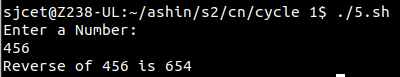 sjcet@Z238-UL:~/ashin/s2/cn/cycle 1$ ./5.sh
Enter a Number:
456
Reverse of 456 is 654